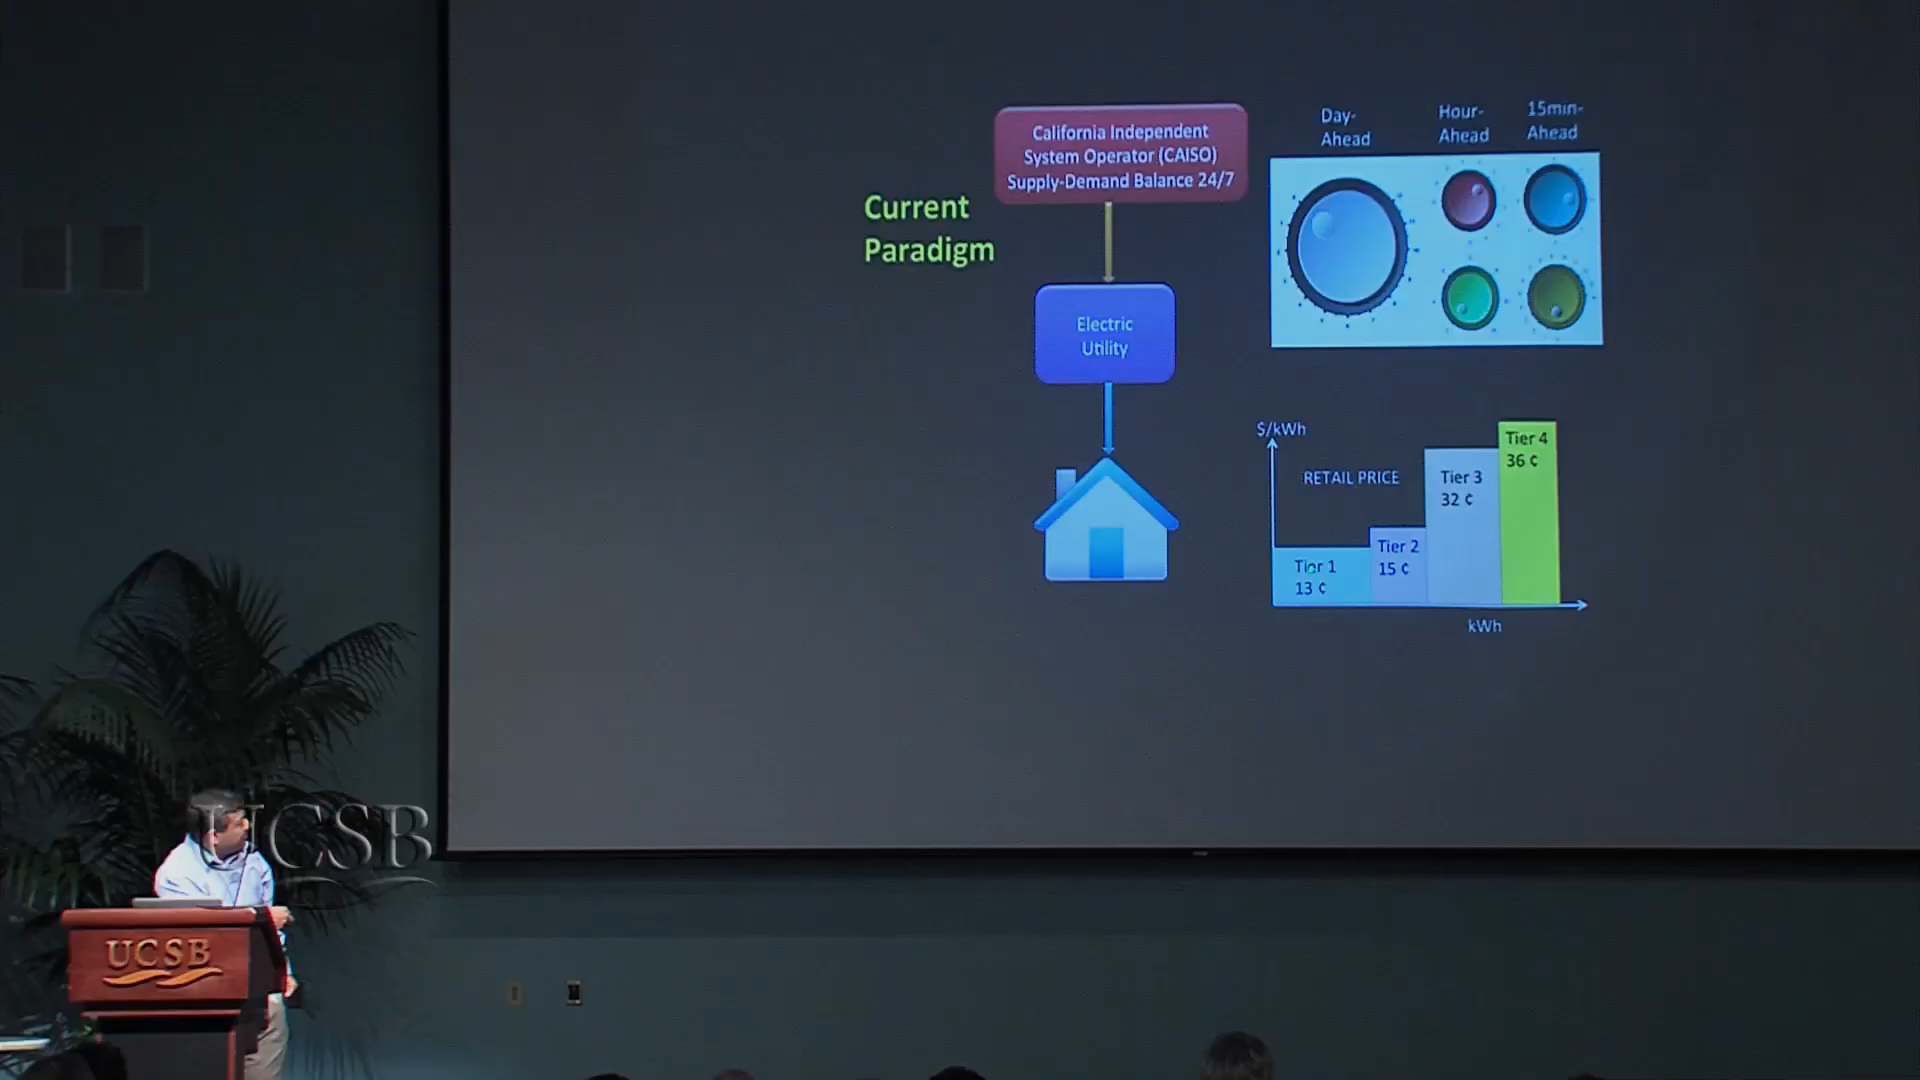 California Independent
System Operator (CAISO)
Supply-Demand Balance 24/7
Day-
Ahead
Hour-
Ahead
15min-
Ahead
Current
Paradigm
Electric
Utility
$/kWh
RETAIL PRICE
Tier 1
13 ¢
Tier 2
15 ¢
Tier 3
32 ¢
Tier 4
36 ¢
kWh
UCSB
UCSB